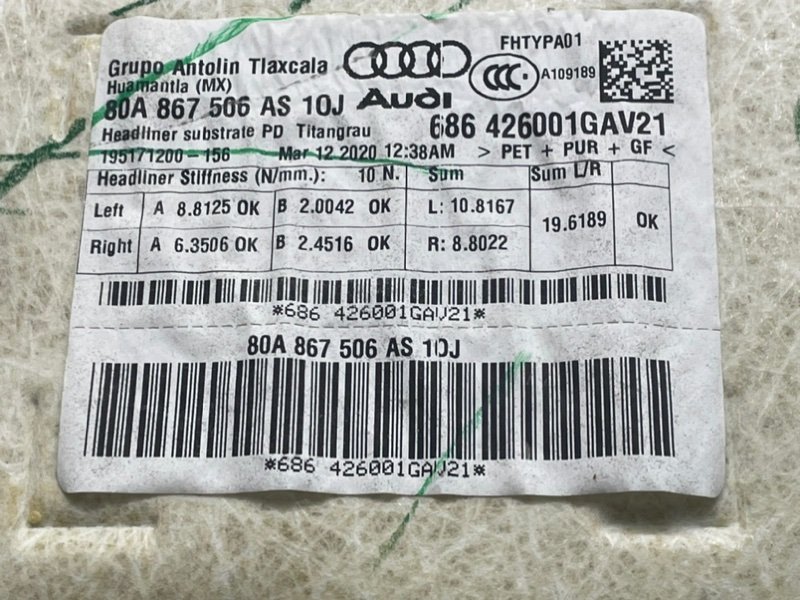 FHTYPA01
Grupo Antolin Tlaxcala
Huamantla (MX)
CCC
A109189
80A 867 506 AS 10J
Audi
686 426001GAV21
Headliner substrate PD Titangrau
195171200-156 Mar 12 2020 12:38AM > PET + PUR + GF <
Headliner Stiffness (N/mm.): 10 N. Sum Sum L/R
Left A 8.8125 OK B 2.0042 OK L: 10.8167
19.6189 OK
Right A 6.3506 OK B 2.4516 OK R: 8.8022
*686 426001GAV21*
80A 867 506 AS 10J
*686 426001GAV21*